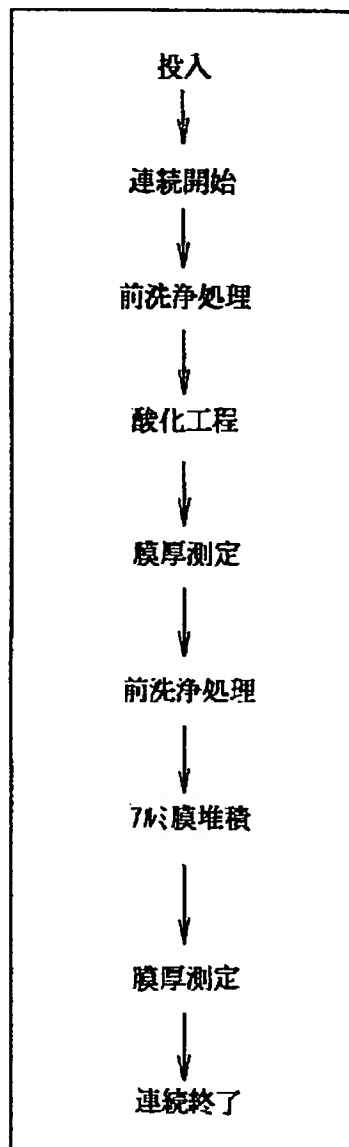 投入
連続開始
前洗浄処理
酸化工程
膜厚測定
前洗浄処理
ｱﾙﾐ膜堆積
膜厚測定
連続終了